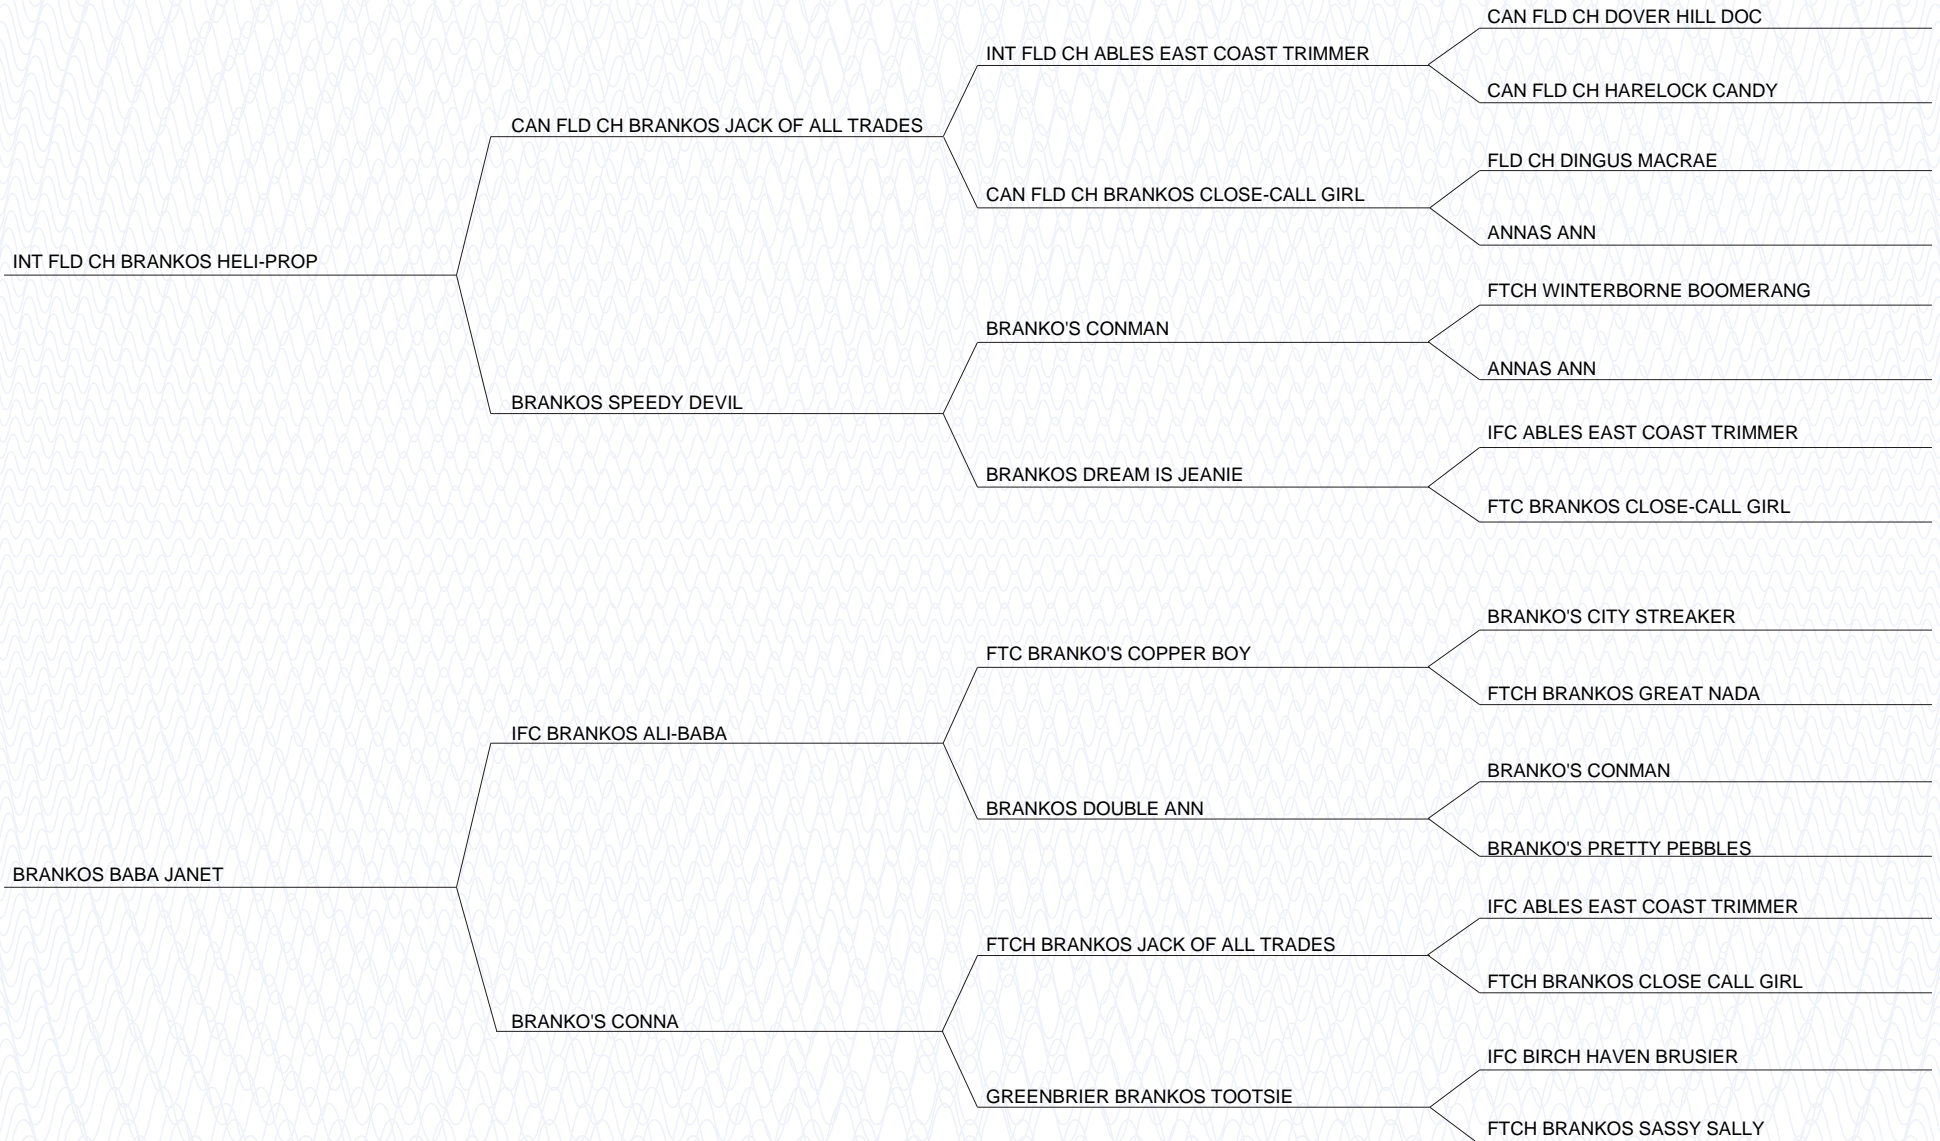 CAN FLD CH DOVER HILL DOC
INT FLD CH ABLES EAST COAST TRIMMER
CAN FLD CH HARELOCK CANDY
CAN FLD CH BRANKOS JACK OF ALL TRADES
FLD CH DINGUS MACRAE
CAN FLD CH BRANKOS CLOSE-CALL GIRL
ANNAS ANN
INT FLD CH BRANKOS HELI-PROP
FTCH WINTERBORNE BOOMERANG
BRANKO'S CONMAN
ANNAS ANN
BRANKOS SPEEDY DEVIL
IFC ABLES EAST COAST TRIMMER
BRANKOS DREAM IS JEANIE
FTC BRANKOS CLOSE-CALL GIRL
BRANKO'S CITY STREAKER
FTC BRANKO'S COPPER BOY
FTCH BRANKOS GREAT NADA
IFC BRANKOS ALI-BABA
BRANKO'S CONMAN
BRANKOS DOUBLE ANN
BRANKO'S PRETTY PEBBLES
BRANKOS BABA JANET
IFC ABLES EAST COAST TRIMMER
FTCH BRANKOS JACK OF ALL TRADES
FTCH BRANKOS CLOSE CALL GIRL
BRANKO'S CONNA
IFC BIRCH HAVEN BRUSIER
GREENBRIER BRANKOS TOOTSIE
FTCH BRANKOS SASSY SALLY